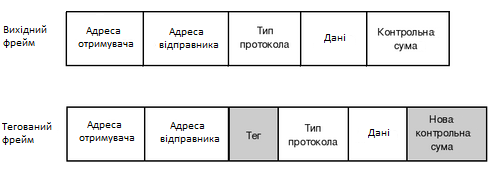 Вихідний
фрейм
Адреса
отримувача
Адреса
відправника
Тип
протокола
Дані
Контрольна
сума
Тегований
фрейм
Адреса
отримувача
Адреса
відправника
Тег
Тип
протокола
Дані
Нова
контрольна
сума